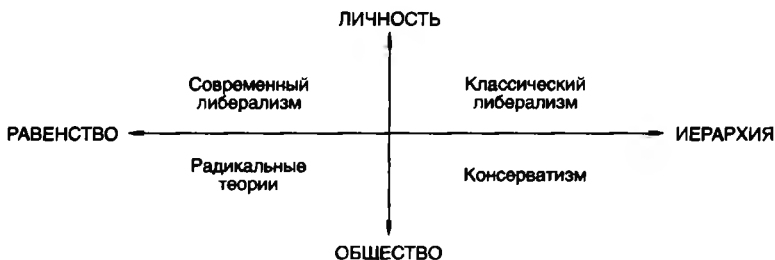 ЛИЧНОСТЬ
Современный
либерализм
Классический
либерализм
РАВЕНСТВО
ИЕРАРХИЯ
Радикальные
теории
Консерватизм
ОБЩЕСТВО